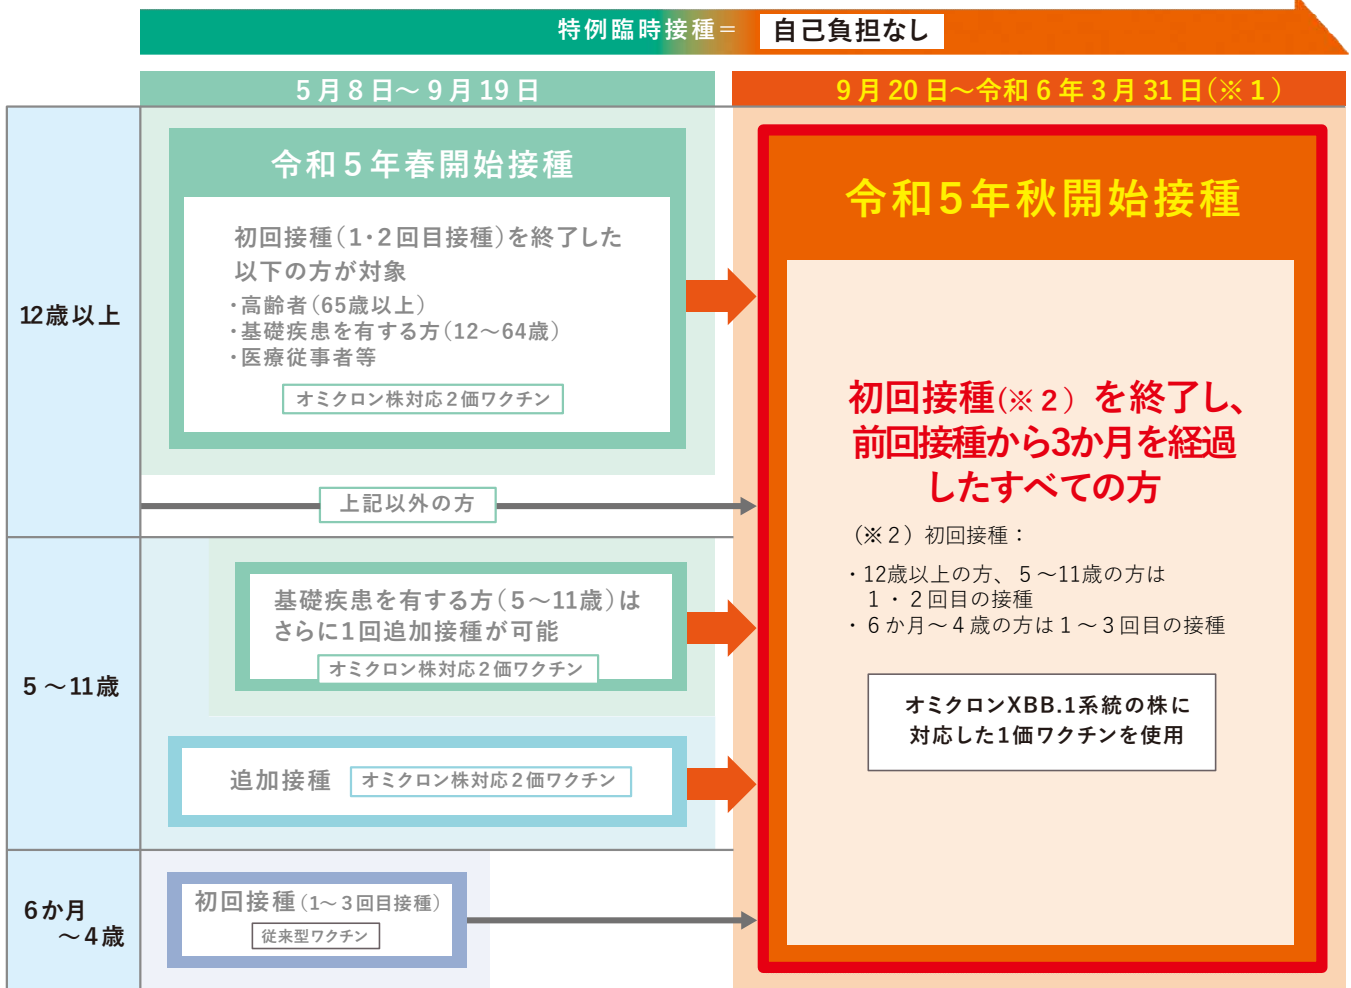 特例臨時接種＝ 自己負担なし
5月8日～9月19日
9月20日～令和6年3月31日(※1)
12歳以上
令和5年春開始接種
初回接種(1・2回目接種)を終了した
以下の方が対象
・高齢者(65歳以上)
・基礎疾患を有する方(12～64歳)
・医療従事者等
オミクロン株対応2価ワクチン
上記以外の方
5～11歳
基礎疾患を有する方(5～11歳)は
さらに1回追加接種が可能
オミクロン株対応2価ワクチン
追加接種 オミクロン株対応2価ワクチン
6か月
～4歳
初回接種(1～3回目接種)
従来型ワクチン
令和5年秋開始接種
初回接種(※2)を終了し、
前回接種から3か月を経過
したすべての方
(※2)初回接種：
・12歳以上の方、5～11歳の方は
1・2回目の接種
・6か月～4歳の方は1～3回目の接種
オミクロンXBB.1系統の株に
対応した1価ワクチンを使用